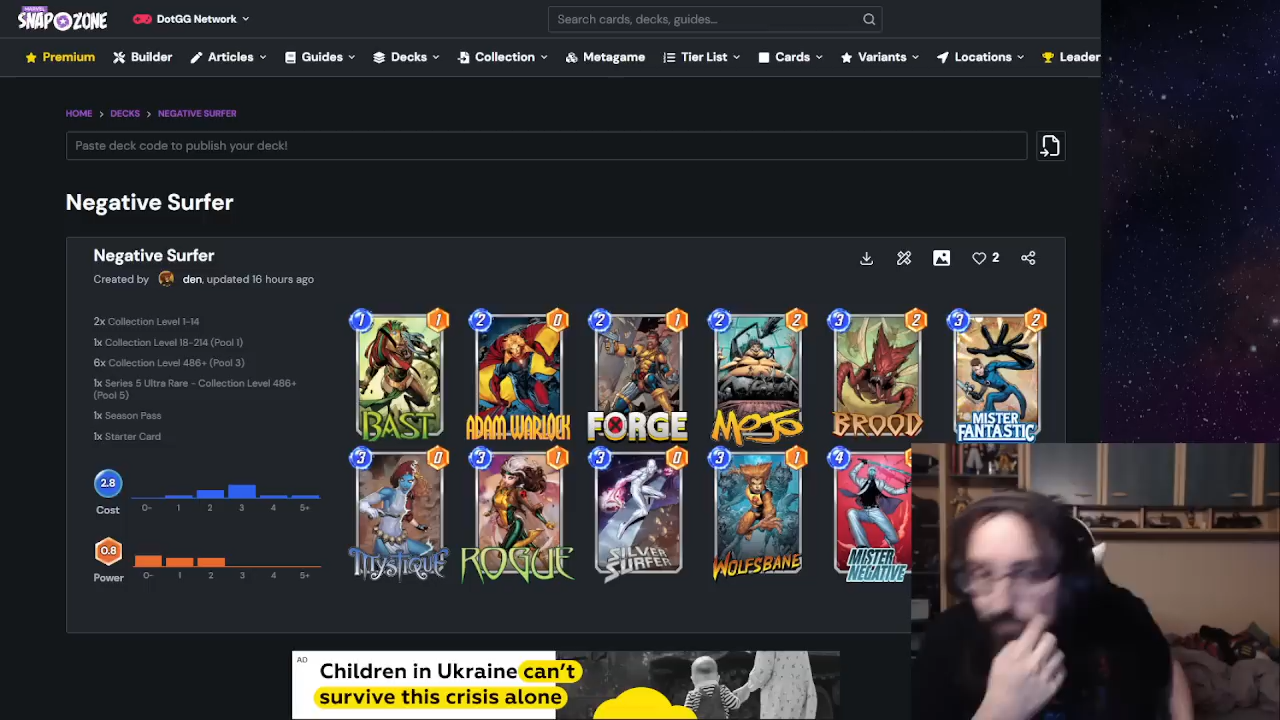 MARVEL
SNAP ZONE
DotGG Network
Search cards, decks, guides...
Premium
Builder
Articles
Guides
Decks
Collection
Metagame
Tier List
Cards
Variants
Locations
Leader
HOME > DECKS > NEGATIVE SURFER
Paste deck code to publish your deck!
Negative Surfer
Negative Surfer
Created by den, updated 16 hours ago
2
2x Collection Level 1-14
1x Collection Level 18-214 (Pool 1)
6x Collection Level 486+ (Pool 3)
1x Series 5 Ultra Rare - Collection Level 486+
(Pool 5)
1x Season Pass
1x Starter Card
2.8
Cost
0- 1 2 3 4 5+
0.8
Power
0- 1 2 3 4 5+
1 1 2 0 2 1 2 2 3 2 3 2
BAST
ADAM WARLOCK
FORGE
MOJO
BROOD
MISTER
FANTASTIC
3 0 3 1 3 0 3 1 4
MYSTIQUE
ROGUE
SILVER
SURFER
WOLFSBANE
MISTER
NEGATIVE
AD
Children in Ukraine can't
survive this crisis alone